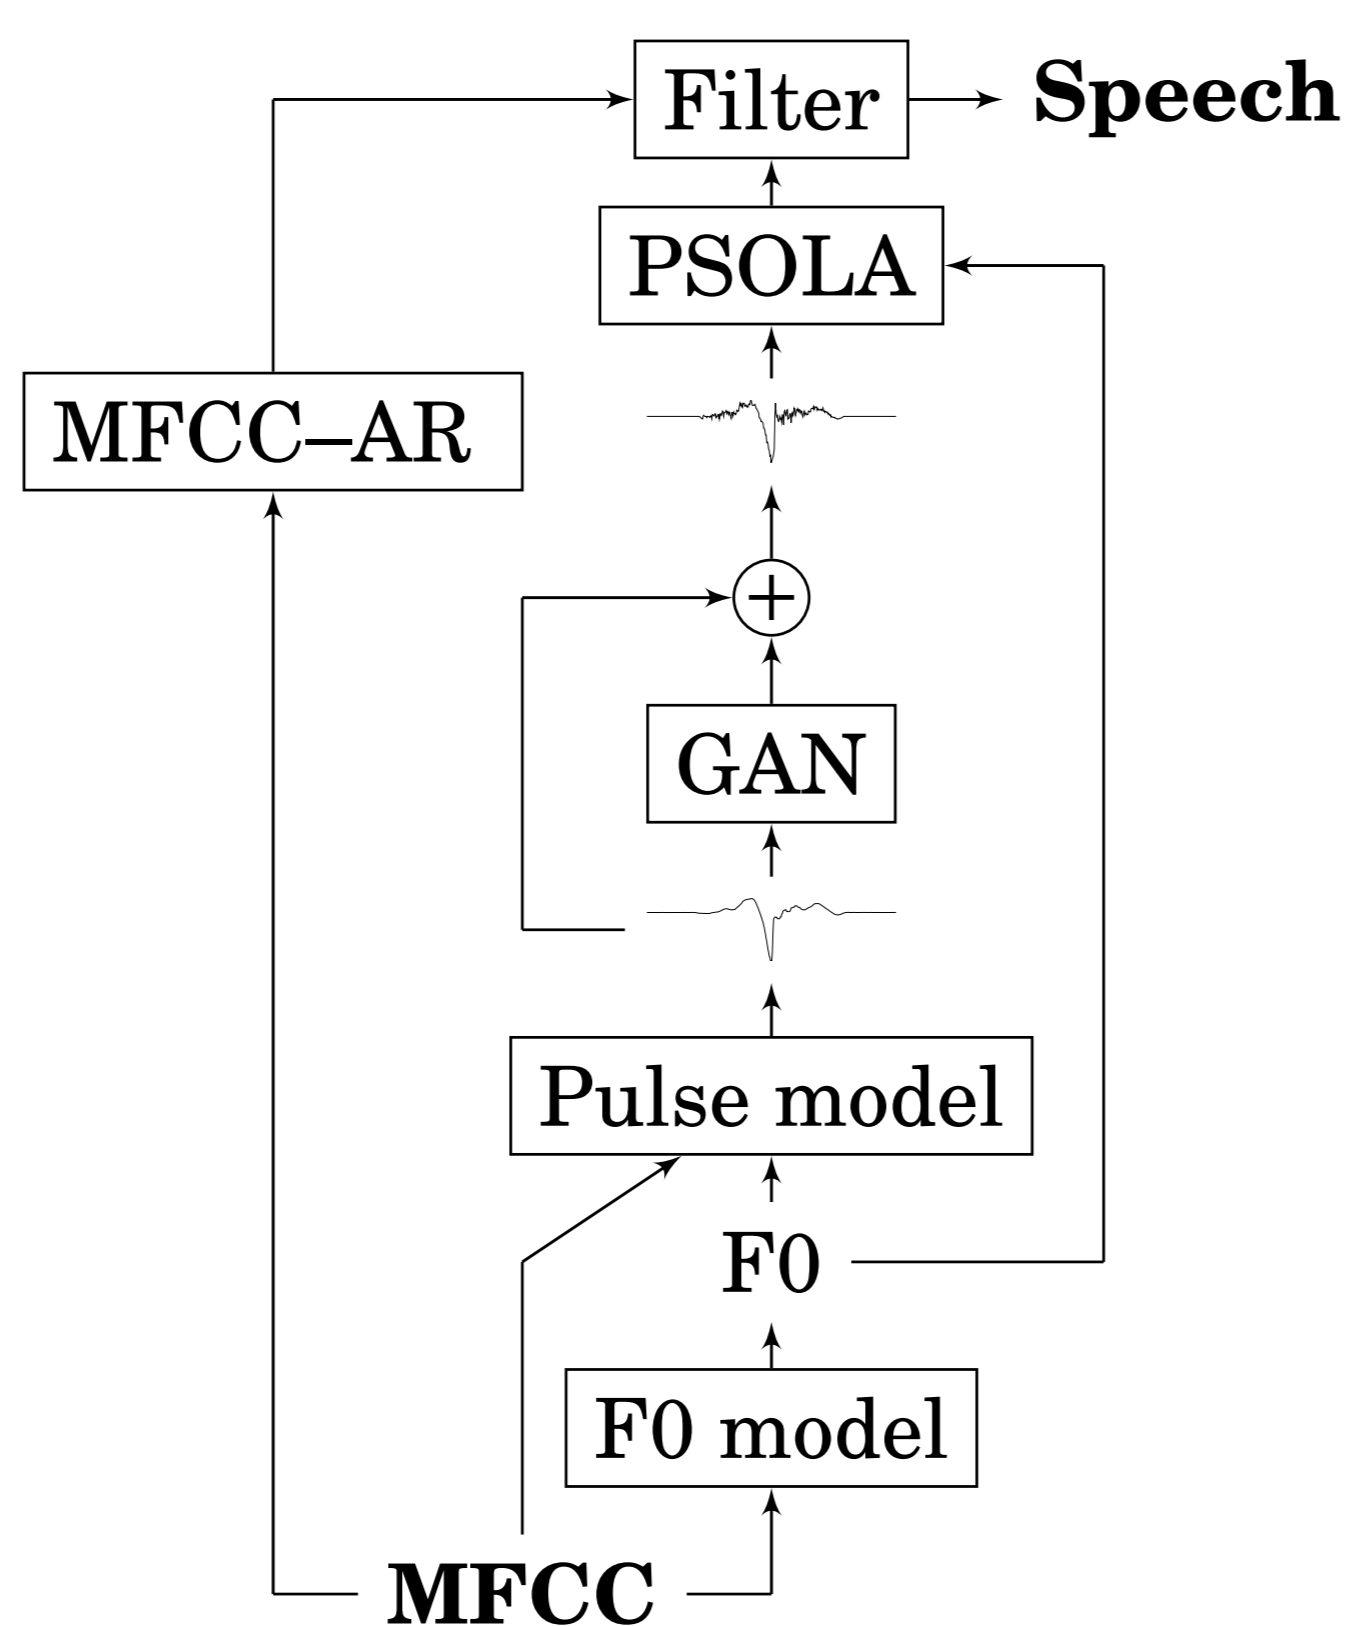 Filter
Speech
PSOLA
MFCC–AR
+
GAN
Pulse model
F0
F0 model
MFCC